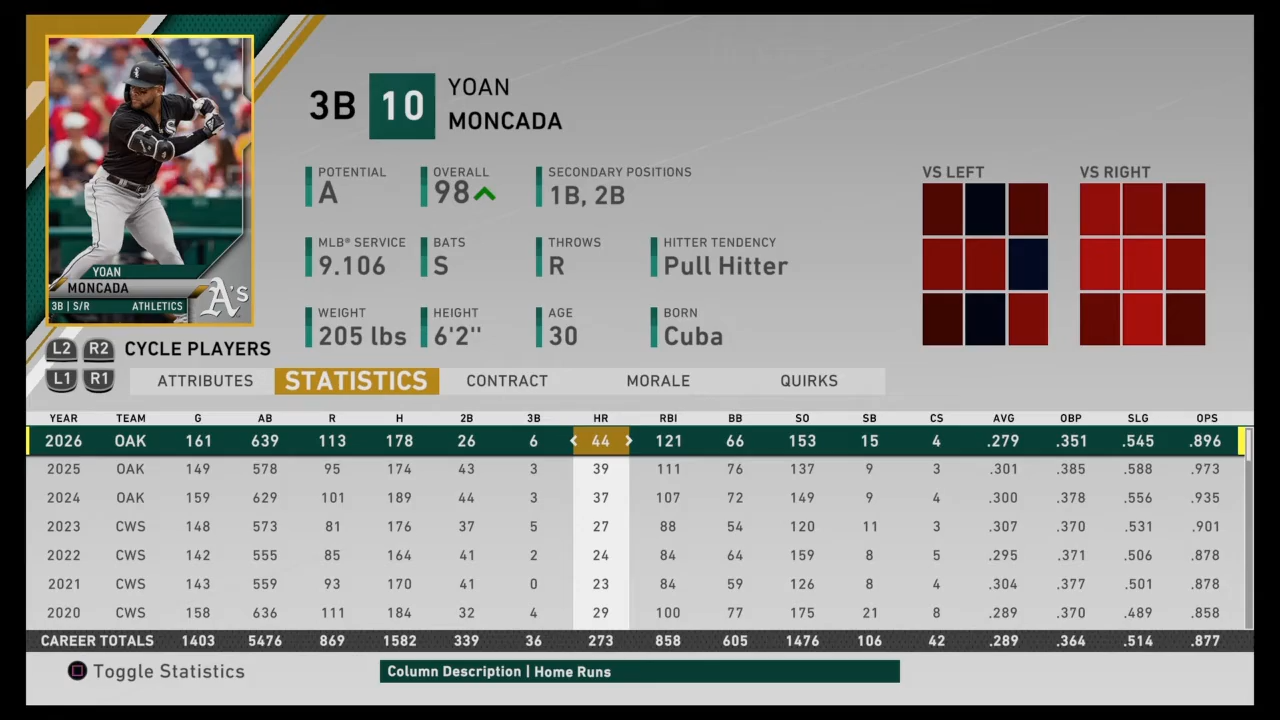 3B 10 YOAN
MONCADA
YOAN
MONCADA
3B | S/R ATHLETICS
A's
POTENTIAL OVERALL SECONDARY POSITIONS
A 98 1B, 2B
MLB® SERVICE BATS THROWS HITTER TENDENCY
9.106 S R Pull Hitter
WEIGHT HEIGHT AGE BORN
205 lbs 6'2'' 30 Cuba
VS LEFT VS RIGHT
L2 R2 CYCLE PLAYERS
L1 R1 ATTRIBUTES STATISTICS CONTRACT MORALE QUIRKS
YEAR TEAM G AB R H 2B 3B HR RBI BB SO SB CS AVG OBP SLG OPS
2026 OAK 161 639 113 178 26 6 44 121 66 153 15 4 .279 .351 .545 .896
2025 OAK 149 578 95 174 43 3 39 111 76 137 9 3 .301 .385 .588 .973
2024 OAK 159 629 101 189 44 3 37 107 72 149 9 4 .300 .378 .556 .935
2023 CWS 148 573 81 176 37 5 27 88 54 120 11 3 .307 .370 .531 .901
2022 CWS 142 555 85 164 41 2 24 84 64 159 8 5 .295 .371 .506 .878
2021 CWS 143 559 93 170 41 0 23 84 59 126 8 4 .304 .377 .501 .878
2020 CWS 158 636 111 184 32 4 29 100 77 175 21 8 .289 .370 .489 .858
CAREER TOTALS 1403 5476 869 1582 339 36 273 858 605 1476 106 42 .289 .364 .514 .877
Toggle Statistics
Column Description | Home Runs